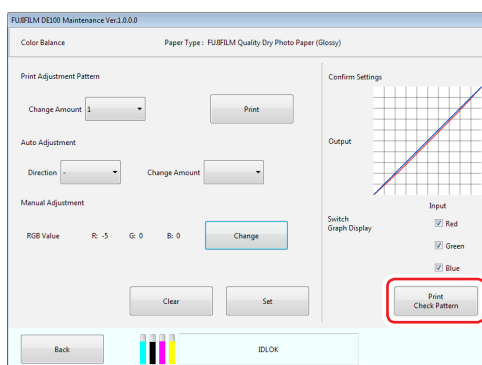 FUJIFILM DE100 Maintenance Ver.1.0.0.0
Color Balance
Paper Type : FUJIFILM Quality Dry Photo Paper (Glossy)
Print Adjustment Pattern
Change Amount 1
Print
Auto Adjustment
Direction -
Change Amount
Manual Adjustment
RGB Value R: -5 G: 0 B: 0
Change
Clear
Set
Confirm Settings
Output
Input
Switch
Graph Display
Red
Green
Blue
Print
Check Pattern
Back
IDLOK